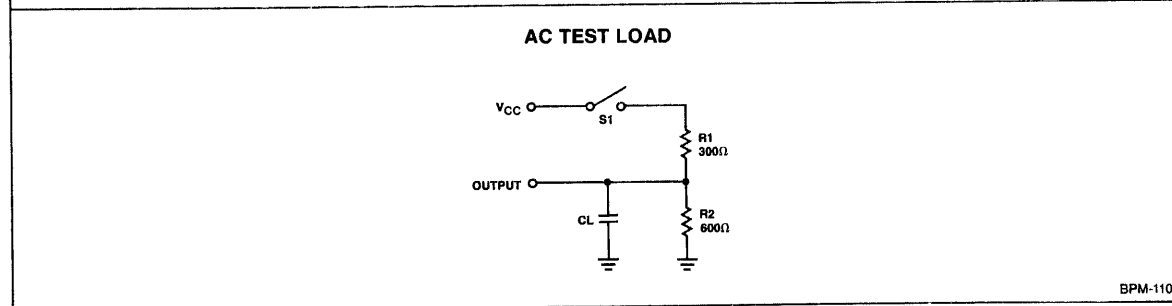 AC TEST LOAD
VCC
S1
R1
300Ω
OUTPUT
CL
R2
600Ω
BPM-110